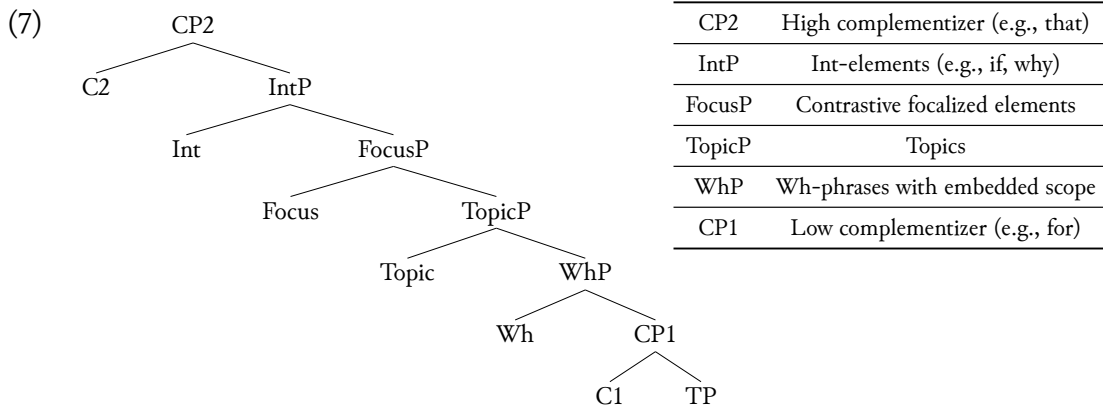 (7)
CP2
C2 IntP
Int FocusP
Focus TopicP
Topic WhP
Wh CP1
C1 TP
CP2 High complementizer (e.g., that)
IntP Int-elements (e.g., if, why)
FocusP Contrastive focalized elements
TopicP Topics
WhP Wh-phrases with embedded scope
CP1 Low complementizer (e.g., for)